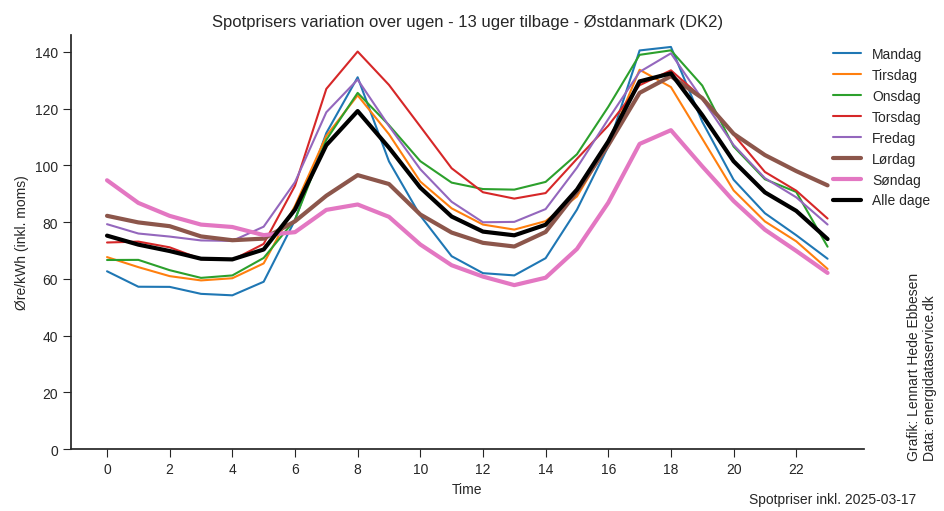 Spotprisers variation over ugen - 13 uger tilbage - Østdanmark (DK2)
Øre/kWh (inkl. moms)
140
120
100
80
60
40
20
0
0 2 4 6 8 10 12 14 16 18 20 22
Time
Mandag
Tirsdag
Onsdag
Torsdag
Fredag
Lørdag
Søndag
Alle dage
Grafik: Lennart Hede Ebbesen
Data: energidataservice.dk
Spotpriser inkl. 2025-03-17